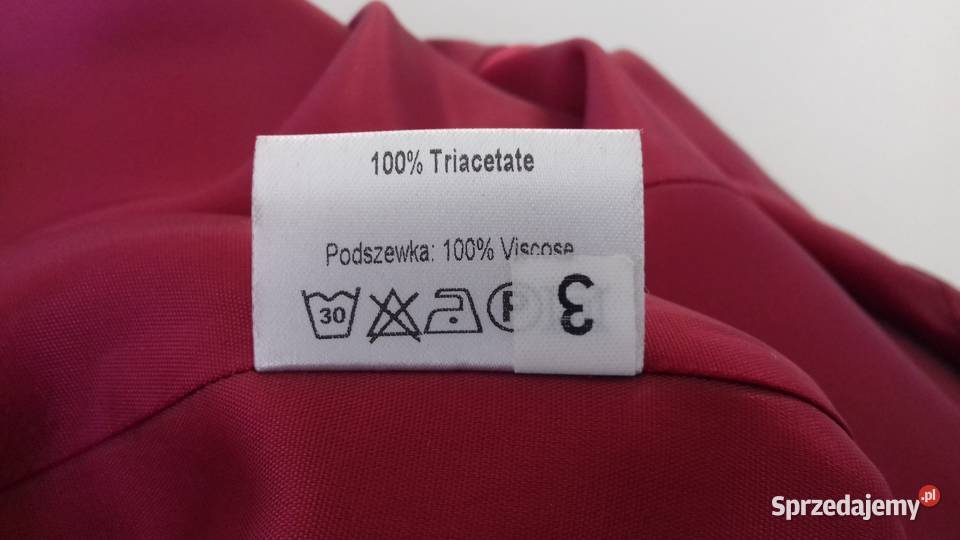 100% Triacetate
Podszewka: 100% Viscose
30
P
3
Sprzedajemy.pl